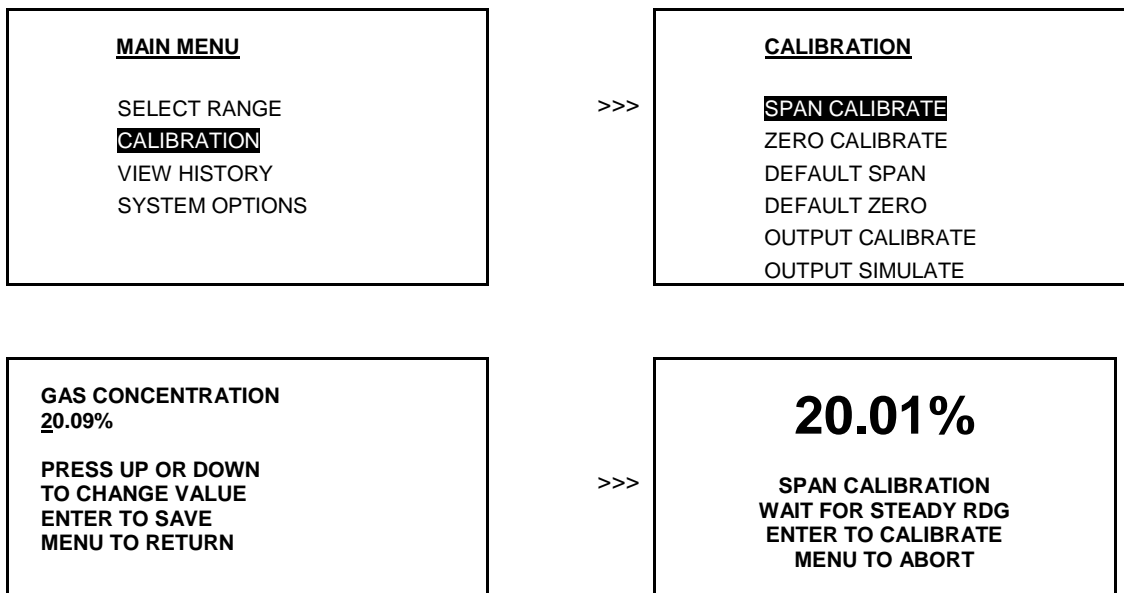 MAIN MENU
SELECT RANGE
CALIBRATION
VIEW HISTORY
SYSTEM OPTIONS
>>>
CALIBRATION
SPAN CALIBRATE
ZERO CALIBRATE
DEFAULT SPAN
DEFAULT ZERO
OUTPUT CALIBRATE
OUTPUT SIMULATE
GAS CONCENTRATION
20.09%
PRESS UP OR DOWN
TO CHANGE VALUE
ENTER TO SAVE
MENU TO RETURN
>>>
20.01%
SPAN CALIBRATION
WAIT FOR STEADY RDG
ENTER TO CALIBRATE
MENU TO ABORT